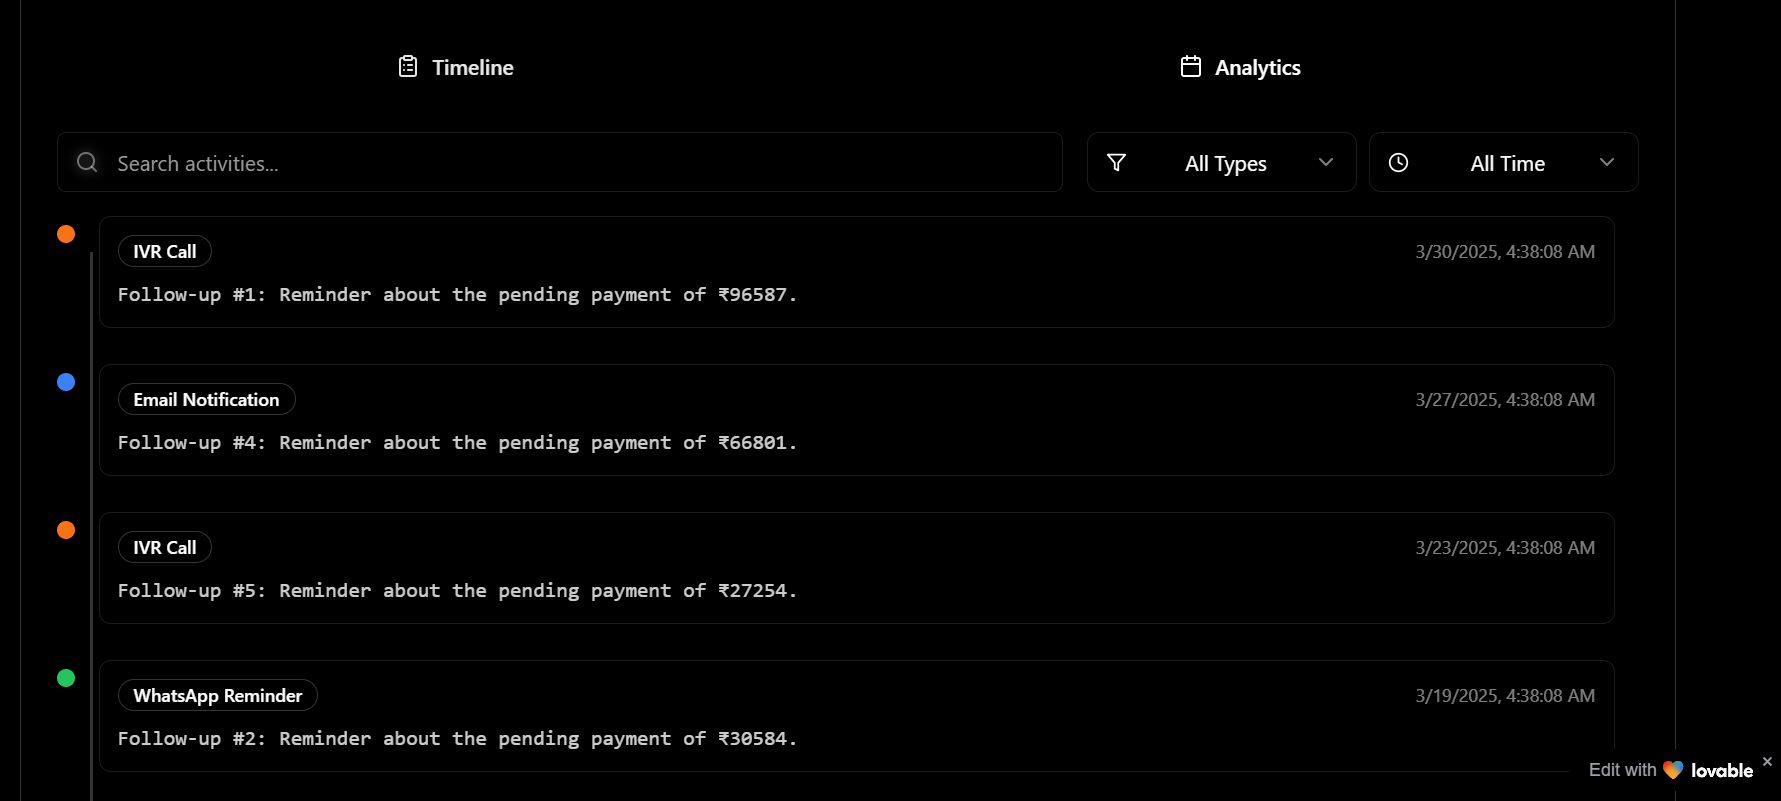 Timeline
Analytics
Search activities...
All Types
All Time
IVR Call
3/30/2025, 4:38:08 AM
Follow-up #1: Reminder about the pending payment of ₹96587.
Email Notification
3/27/2025, 4:38:08 AM
Follow-up #4: Reminder about the pending payment of ₹66801.
IVR Call
3/23/2025, 4:38:08 AM
Follow-up #5: Reminder about the pending payment of ₹27254.
WhatsApp Reminder
3/19/2025, 4:38:08 AM
Follow-up #2: Reminder about the pending payment of ₹30584.
Edit with lovable